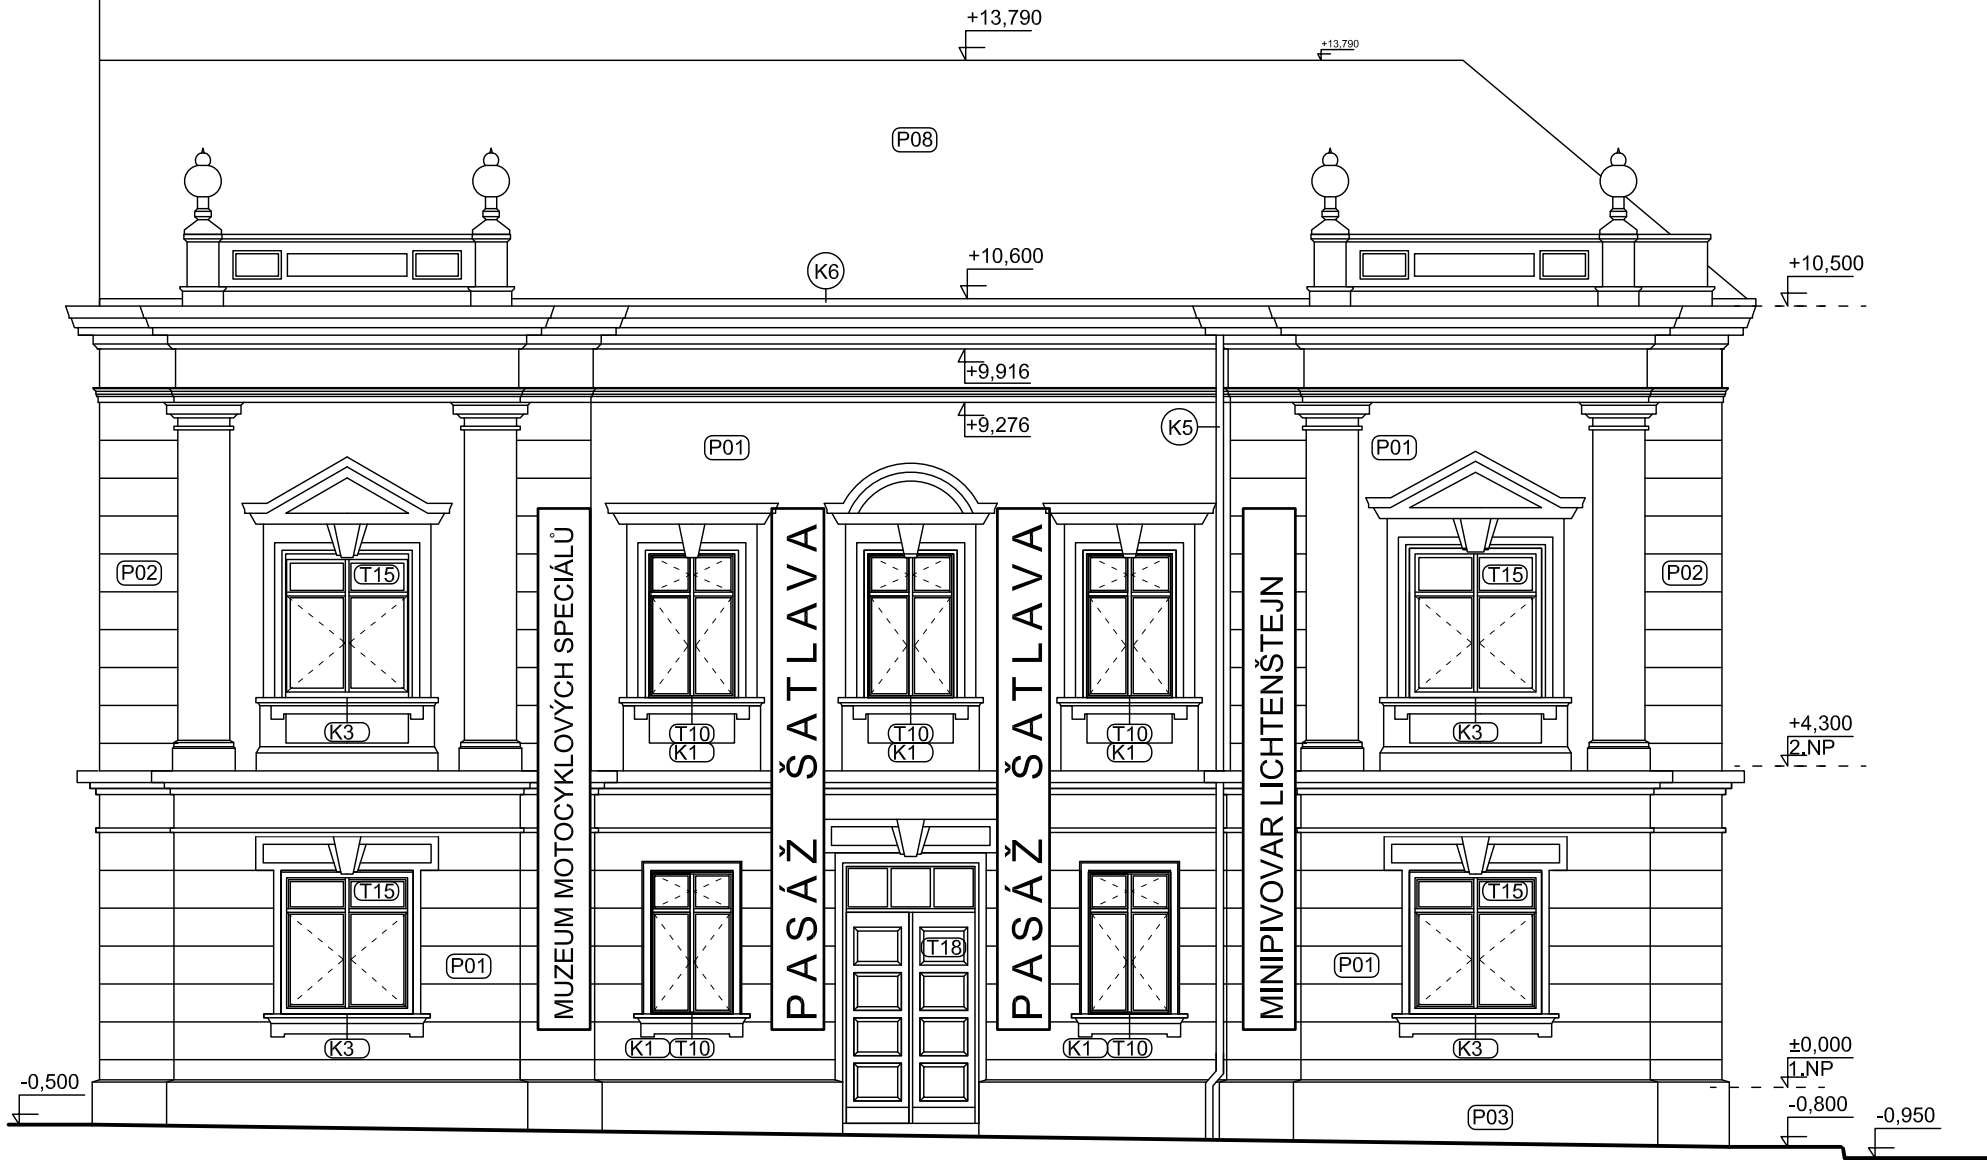 +13,790
+13,790
P08
K6
+10,600
+10,500
+9,916
+9,276
K5
P01
P01
P02
T15
T15
P02
MUZEUM MOTOCYKLOVÝCH SPECIÁLŮ
PASÁŽ ŠATLAVA
PASÁŽ ŠATLAVA
MINIPIVOVAR LICHTENŠTEJN
K3
T10
K1
T10
K1
T10
K1
K3
+4,300
2.NP
T15
T15
T18
P01
P01
K3
K1 T10
K1 T10
K3
±0,000
1.NP
-0,500
P03
-0,800
-0,950